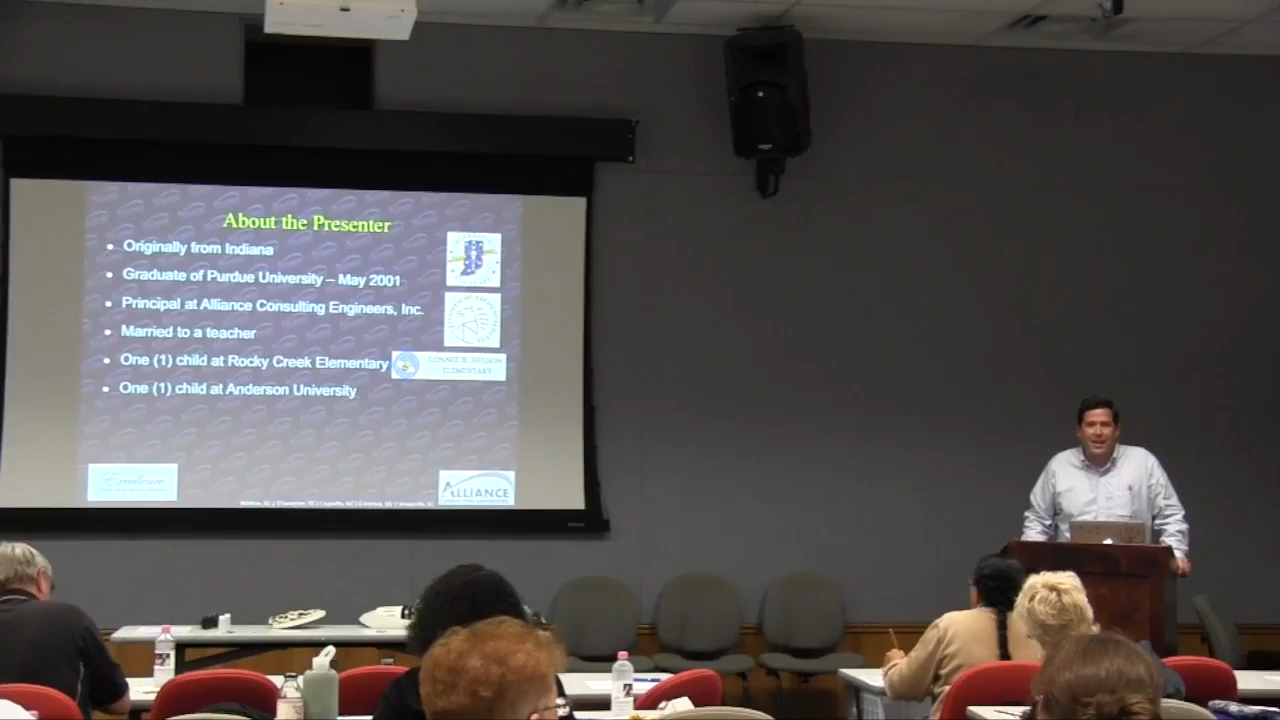 About the Presenter
• Originally from Indiana
• Graduate of Purdue University – May 2001
• Principal at Alliance Consulting Engineers, Inc.
• Married to a teacher
• One (1) child at Rocky Creek Elementary
LONNIE B. NELSON
ELEMENTARY
• One (1) child at Anderson University
Excellence
ALLIANCE